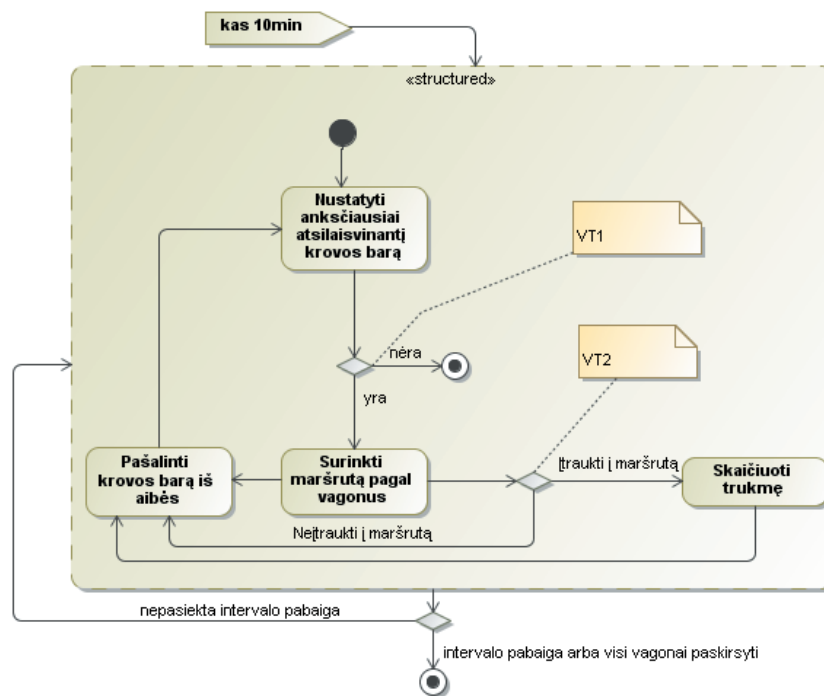 kas 10min
«structured»
Nustatyti
anksčiausiai
atsilaisvinantį
krovos barą
VT1
nėra
VT2
yra
Pašalinti
krovos barą iš
aibės
Surinkti
maršrutą pagal
vagonus
Įtraukti į maršrutą
Skaičiuoti
trukmę
Neįtraukti į maršrutą
nepasiekta intervalo pabaiga
intervalo pabaiga arba visi vagonai paskirsyti